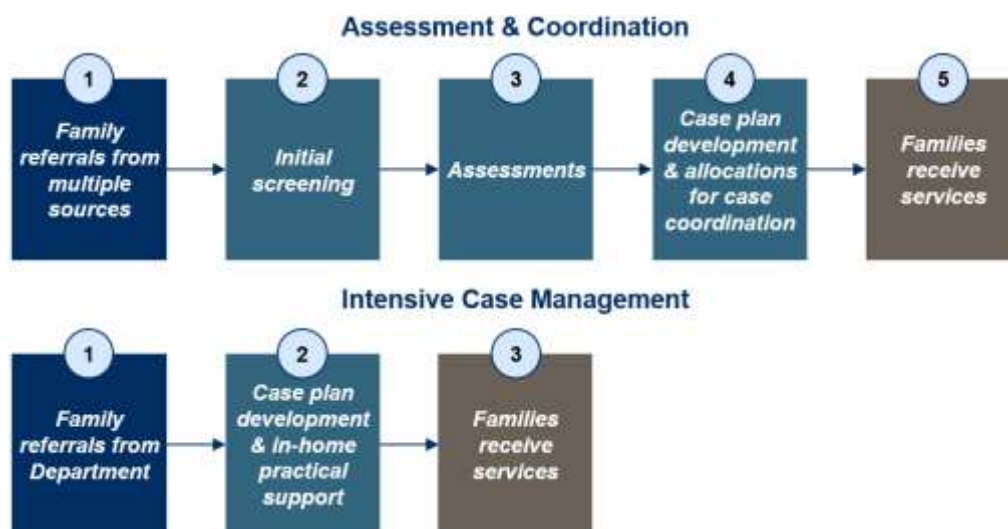 Assessment & Coordination
1
Family
referrals from
multiple
sources
2
Initial
screening
3
Assessments
4
Case plan
development
& allocations
for case
coordination
5
Families
receive
services
Intensive Case Management
1
Family
referrals from
Department
2
Case plan
development
& in-home
practical
support
3
Families
receive
services